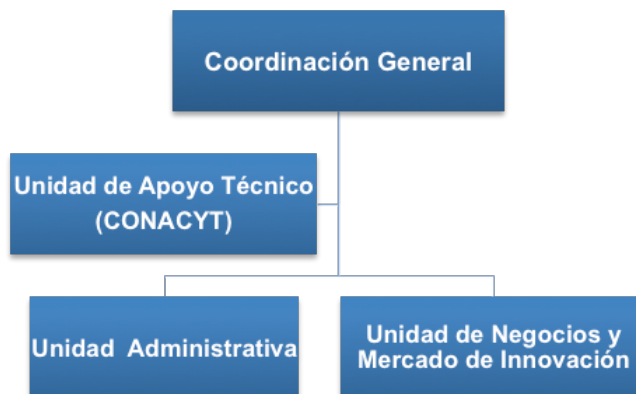 Coordinación General
Unidad de Apoyo Técnico
(CONACYT)
Unidad Administrativa
Unidad de Negocios y
Mercado de Innovación